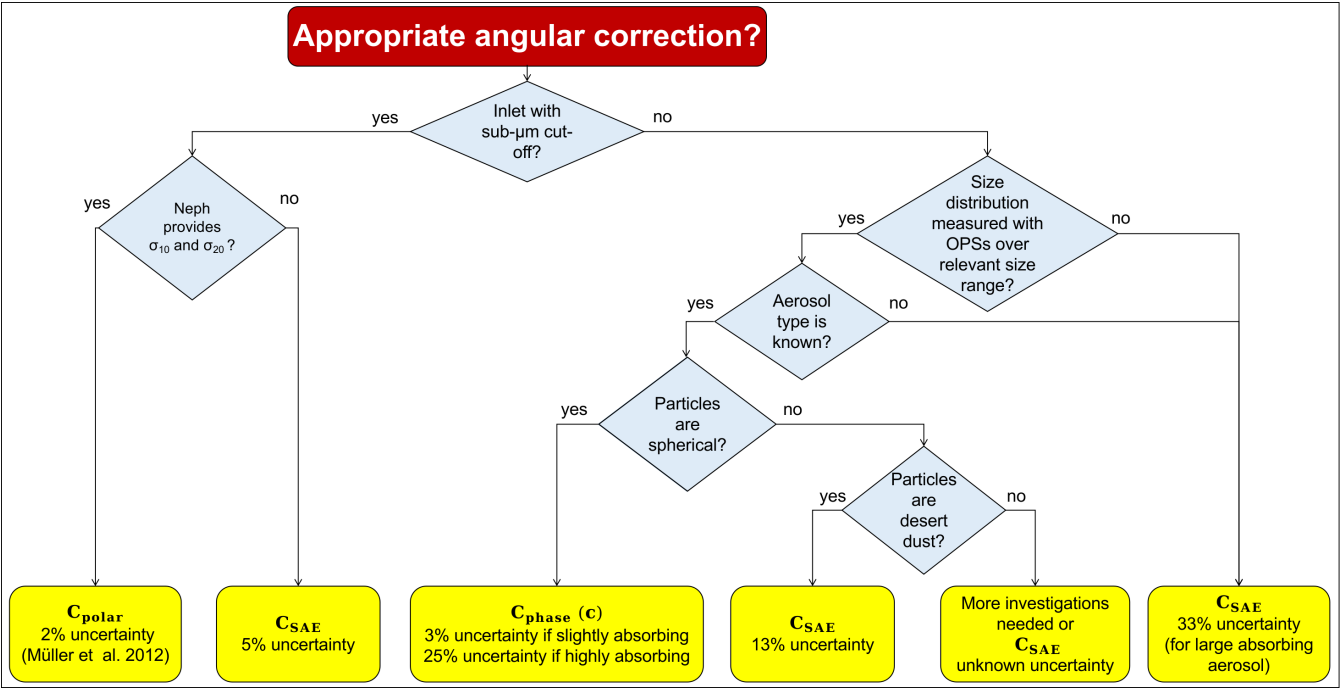 Appropriate angular correction?
yes
Inlet with
sub-μm cut-
off?
no
yes
Neph
provides
σ10 and σ20 ?
no
yes
Size
distribution
measured with
OPSs over
relevant size
range?
no
yes
Aerosol
type is
known?
no
yes
Particles
are
spherical?
no
yes
Particles
are
desert
dust?
no
Cpolar
2% uncertainty
(Müller et al. 2012)
CSAE
5% uncertainty
Cphase (c)
3% uncertainty if slightly absorbing
25% uncertainty if highly absorbing
CSAE
13% uncertainty
More investigations
needed or
CSAE
unknown uncertainty
CSAE
33% uncertainty
(for large absorbing
aerosol)